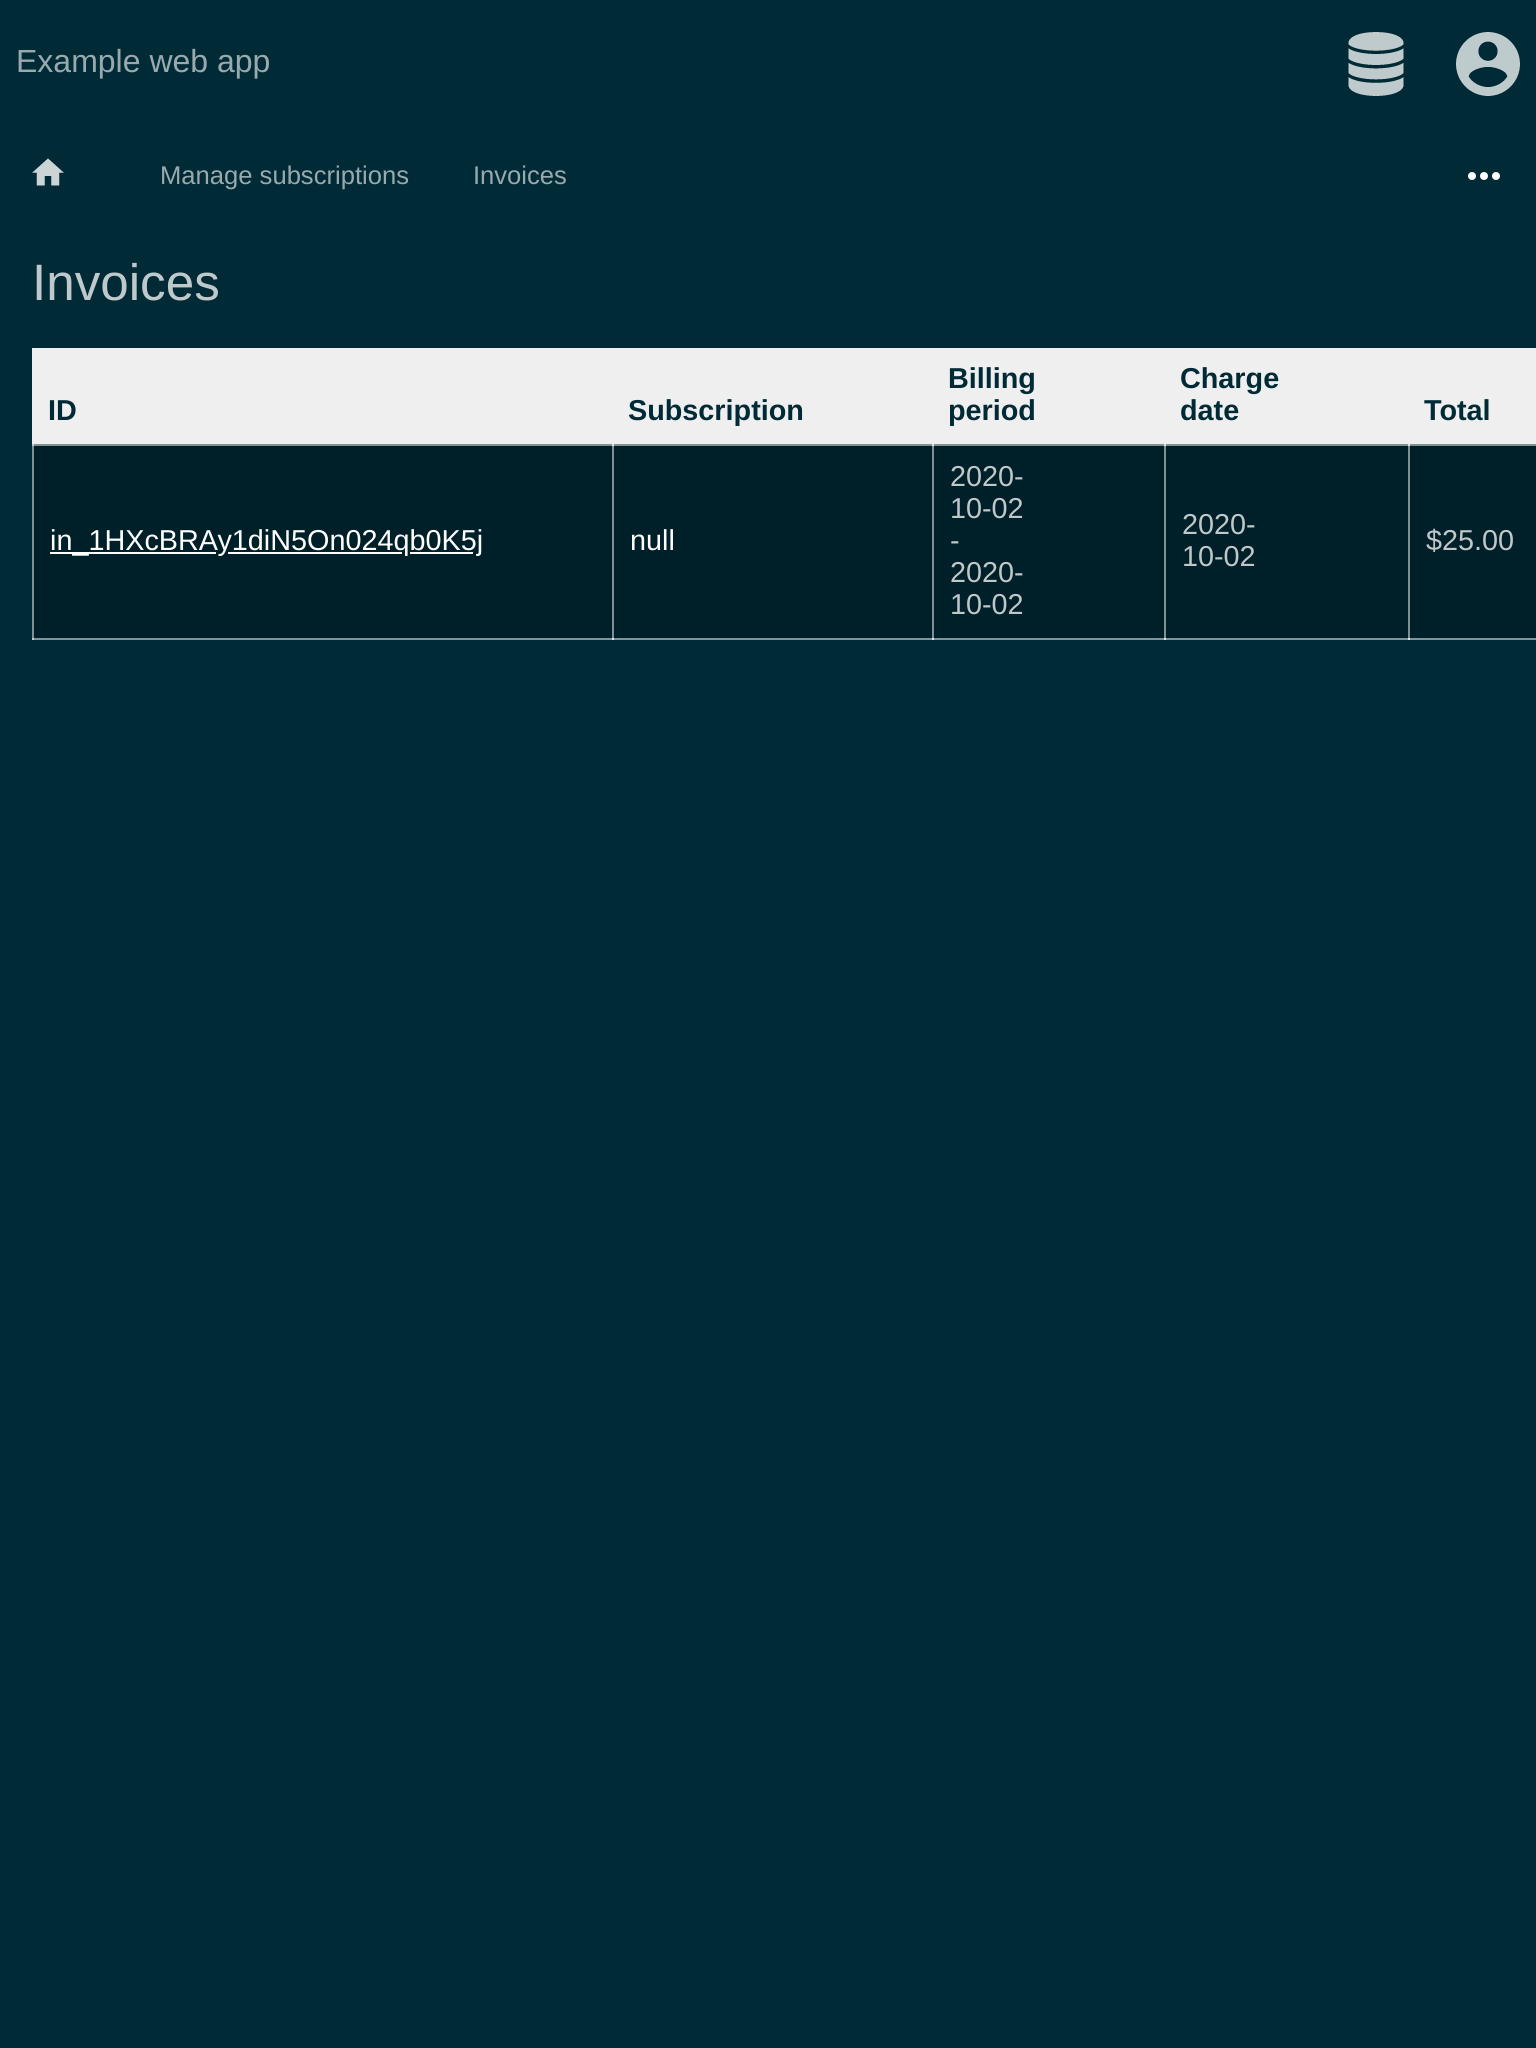 Example web app
Manage subscriptions Invoices
Invoices
ID Subscription Billing period Charge date Total
in_1HXcBRAy1diN5On024qb0K5j null 2020-10-02 - 2020-10-02 2020-10-02 $25.00